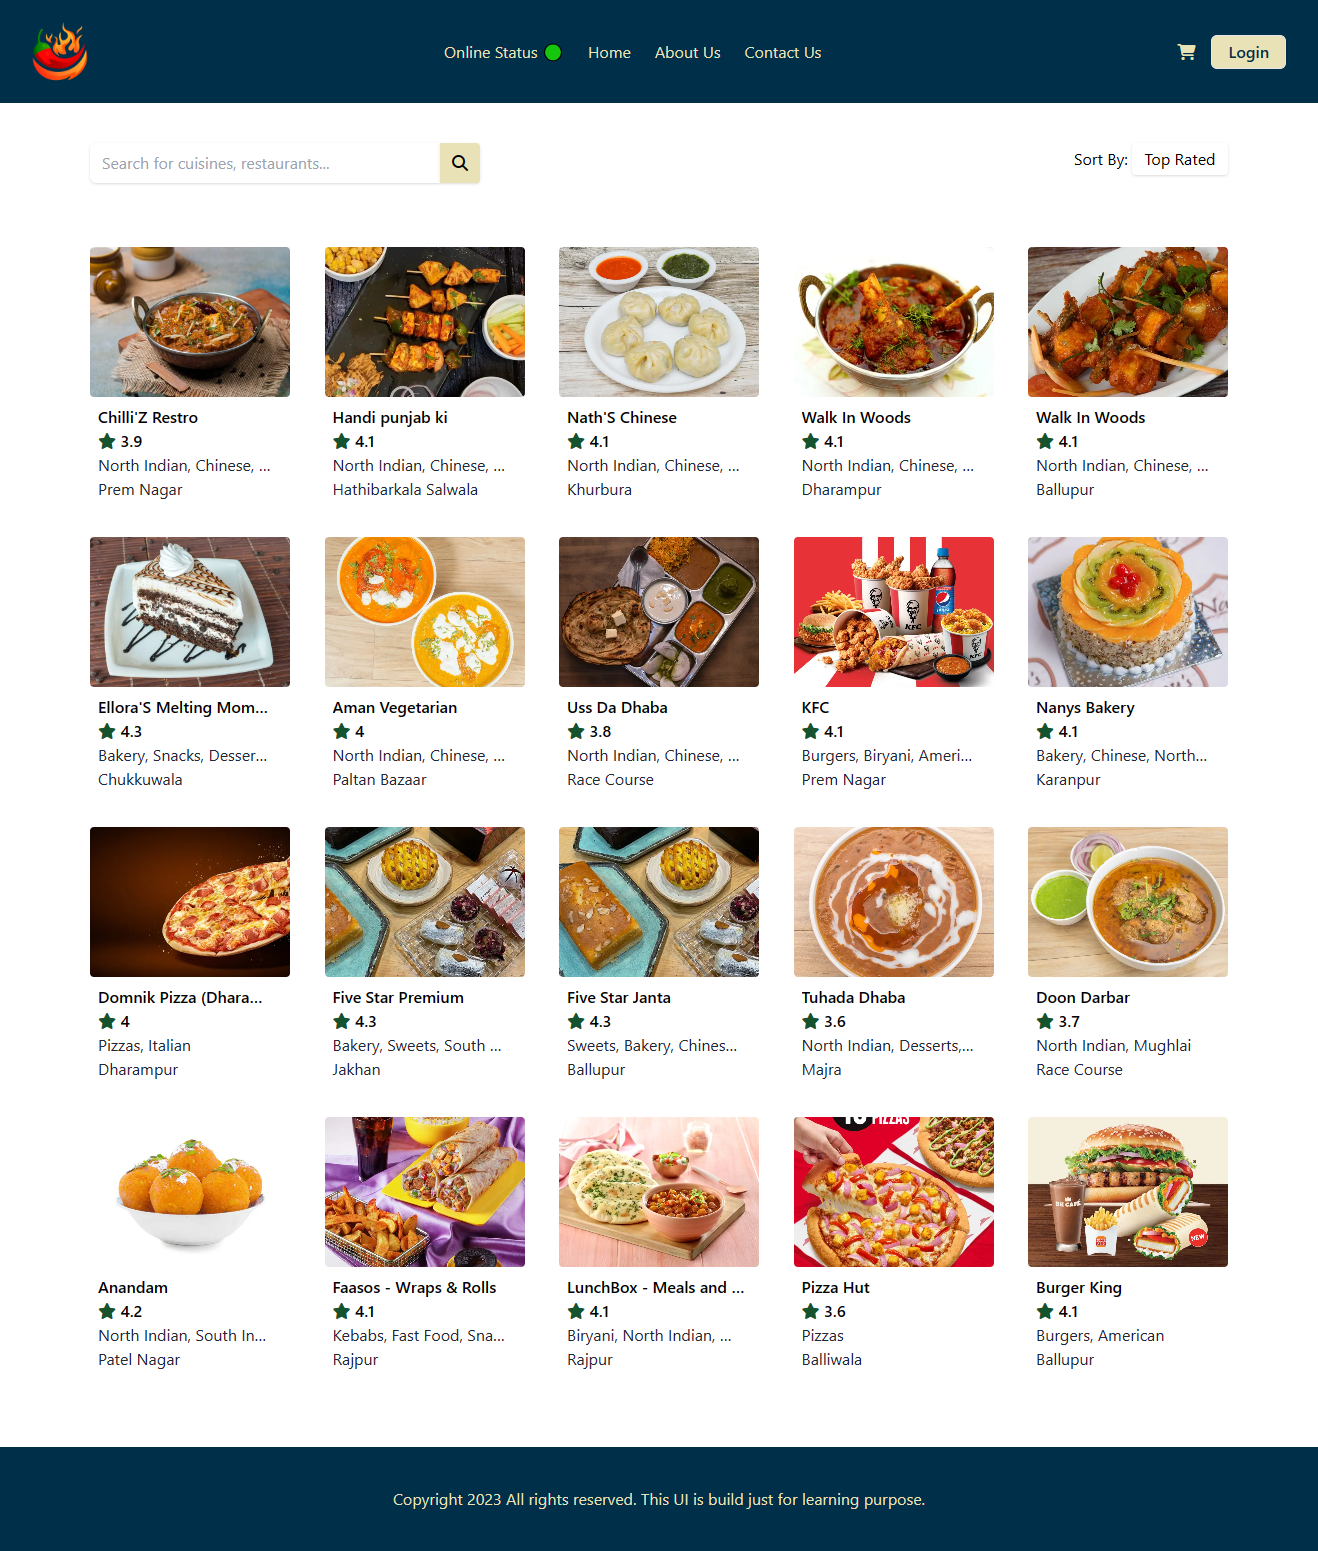 Online Status Home About Us Contact Us Login
Search for cuisines, restaurants... Sort By: Top Rated
Chilli'Z Restro
3.9
North Indian, Chinese, ...
Prem Nagar
Handi punjab ki
4.1
North Indian, Chinese, ...
Hathibarkala Salwala
Nath'S Chinese
4.1
North Indian, Chinese, ...
Khurbura
Walk In Woods
4.1
North Indian, Chinese, ...
Dharampur
Walk In Woods
4.1
North Indian, Chinese, ...
Ballupur
Ellora'S Melting Mom...
4.3
Bakery, Snacks, Desser...
Chukkuwala
Aman Vegetarian
4
North Indian, Chinese, ...
Paltan Bazaar
Uss Da Dhaba
3.8
North Indian, Chinese, ...
Race Course
KFC
KFC
KFC
4.1
Burgers, Biryani, Ameri...
Prem Nagar
Nanys Bakery
4.1
Bakery, Chinese, North...
Karanpur
Domnik Pizza (Dhara...
4
Pizzas, Italian
Dharampur
Five Star Premium
4.3
Bakery, Sweets, South ...
Jakhan
Five Star Janta
4.3
Sweets, Bakery, Chines...
Ballupur
Tuhada Dhaba
3.6
North Indian, Desserts,...
Majra
Doon Darbar
3.7
North Indian, Mughlai
Race Course
Anandam
4.2
North Indian, South In...
Patel Nagar
Faasos - Wraps & Rolls
4.1
Kebabs, Fast Food, Sna...
Rajpur
LunchBox - Meals and ...
4.1
Biryani, North Indian, ...
Rajpur
PIZZAS
Pizza Hut
3.6
Pizzas
Balliwala
BK CAFE
NEW
Burger King
4.1
Burgers, American
Ballupur
Copyright 2023 All rights reserved. This UI is build just for learning purpose.